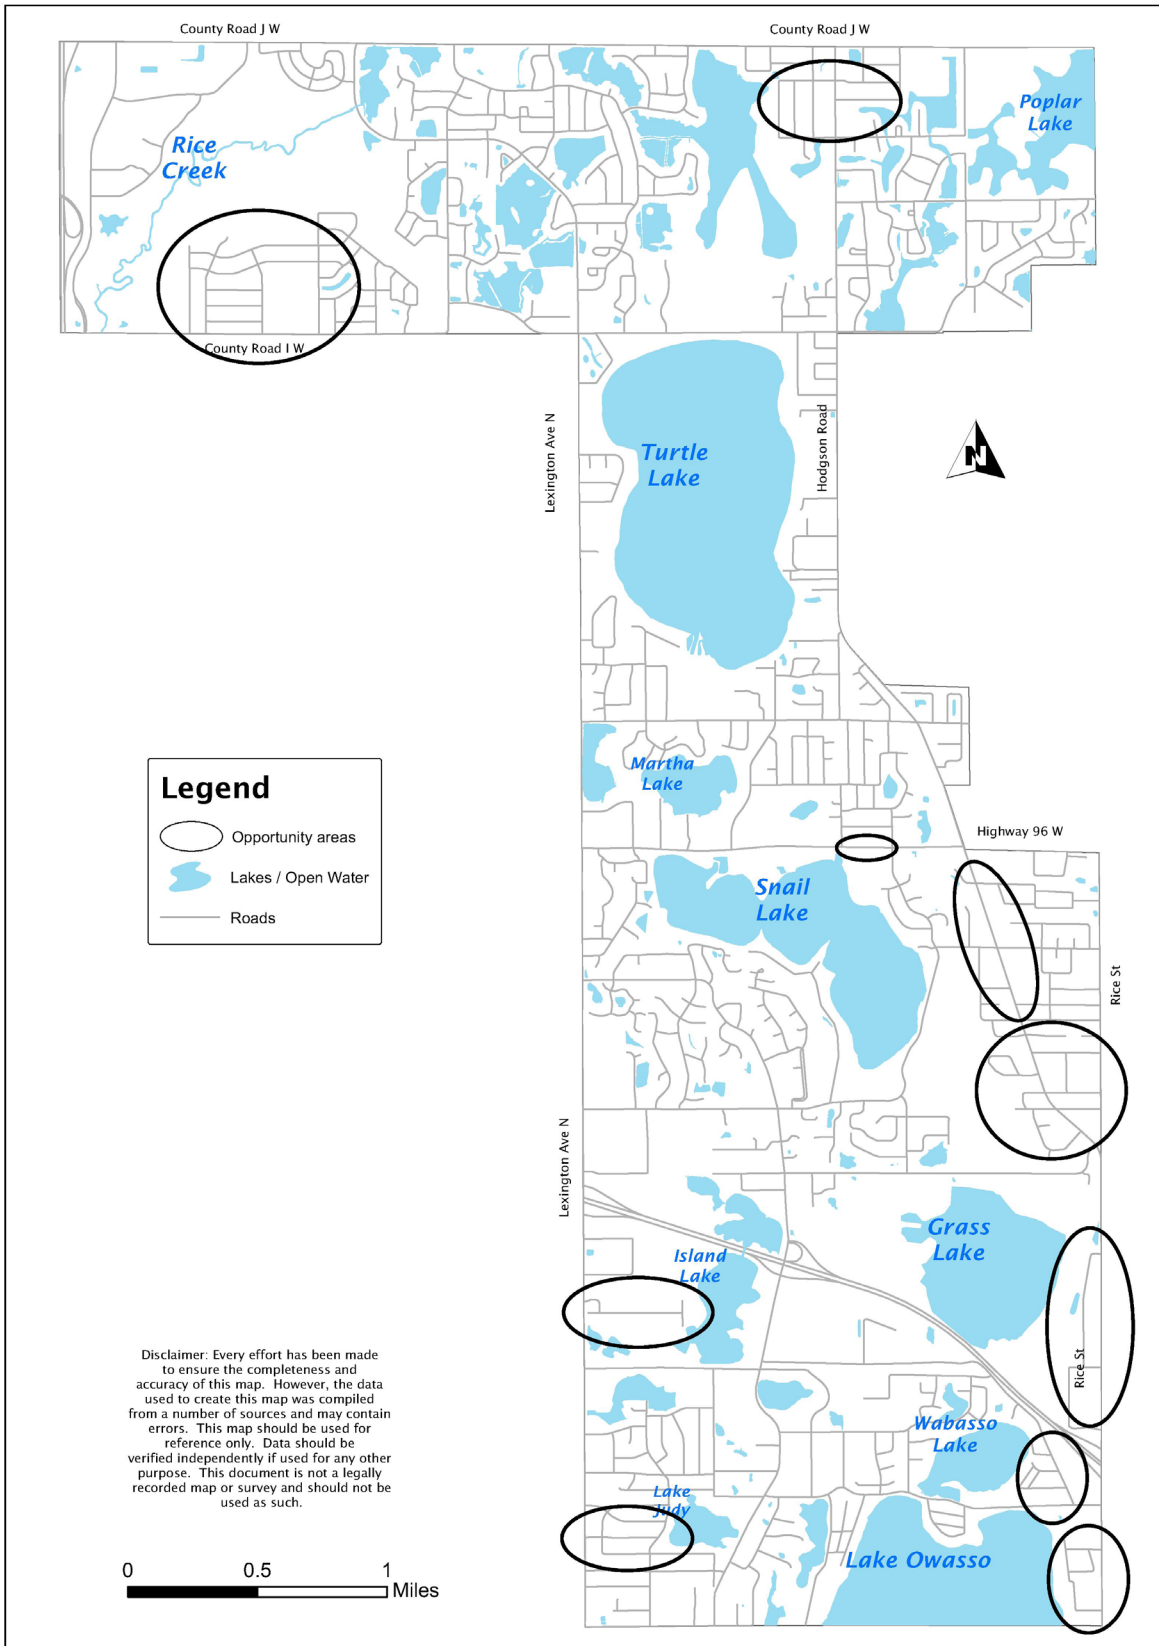 County Road J W
County Road J W
Poplar
Lake
Rice
Creek
County Road I W
Lexington Ave N
Hodgson Road
Turtle
Lake
N
Martha
Lake
Legend
Opportunity areas
Lakes / Open Water
Roads
Highway 96 W
Snail
Lake
Rice St
Lexington Ave N
Grass
Lake
Island
Lake
Rice St
Disclaimer: Every effort has been made
to ensure the completeness and
accuracy of this map. However, the data
used to create this map was compiled
from a number of sources and may contain
errors. This map should be used for
reference only. Data should be
verified independently if used for any other
purpose. This document is not a legally
recorded map or survey and should not be
used as such.
Wabasso
Lake
Lake
Judy
Lake Owasso
0 0.5 1
Miles